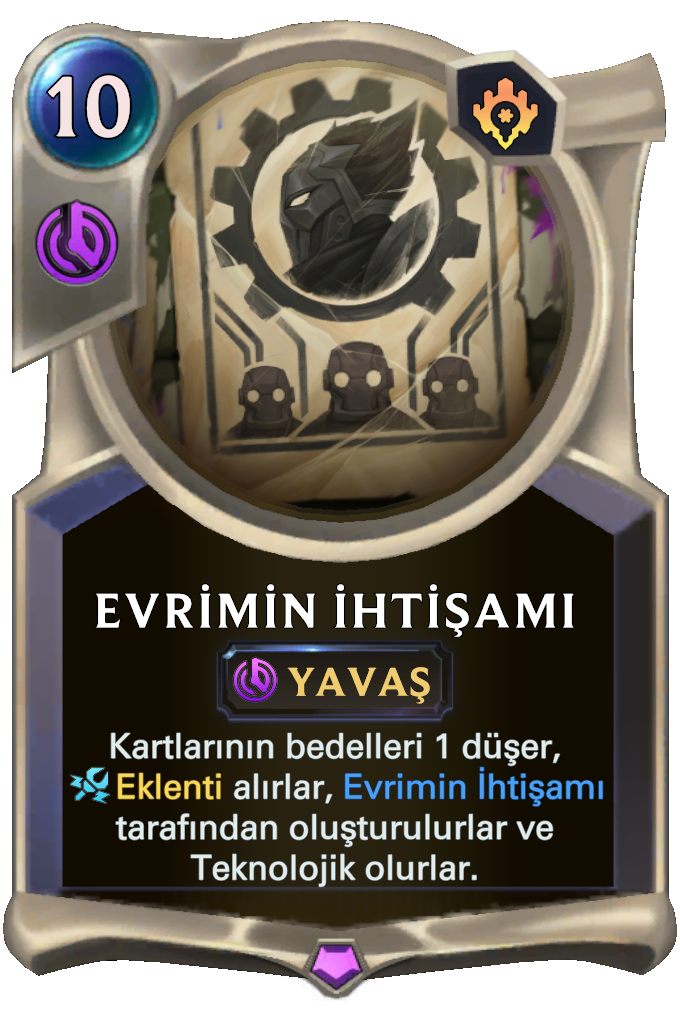 10
EVRİMİN İHTİŞAMI
YAVAŞ
Kartlarının bedelleri 1 düşer,
Eklenti alırlar, Evrimin İhtişamı
tarafından oluşturulurlar ve
Teknolojik olurlar.